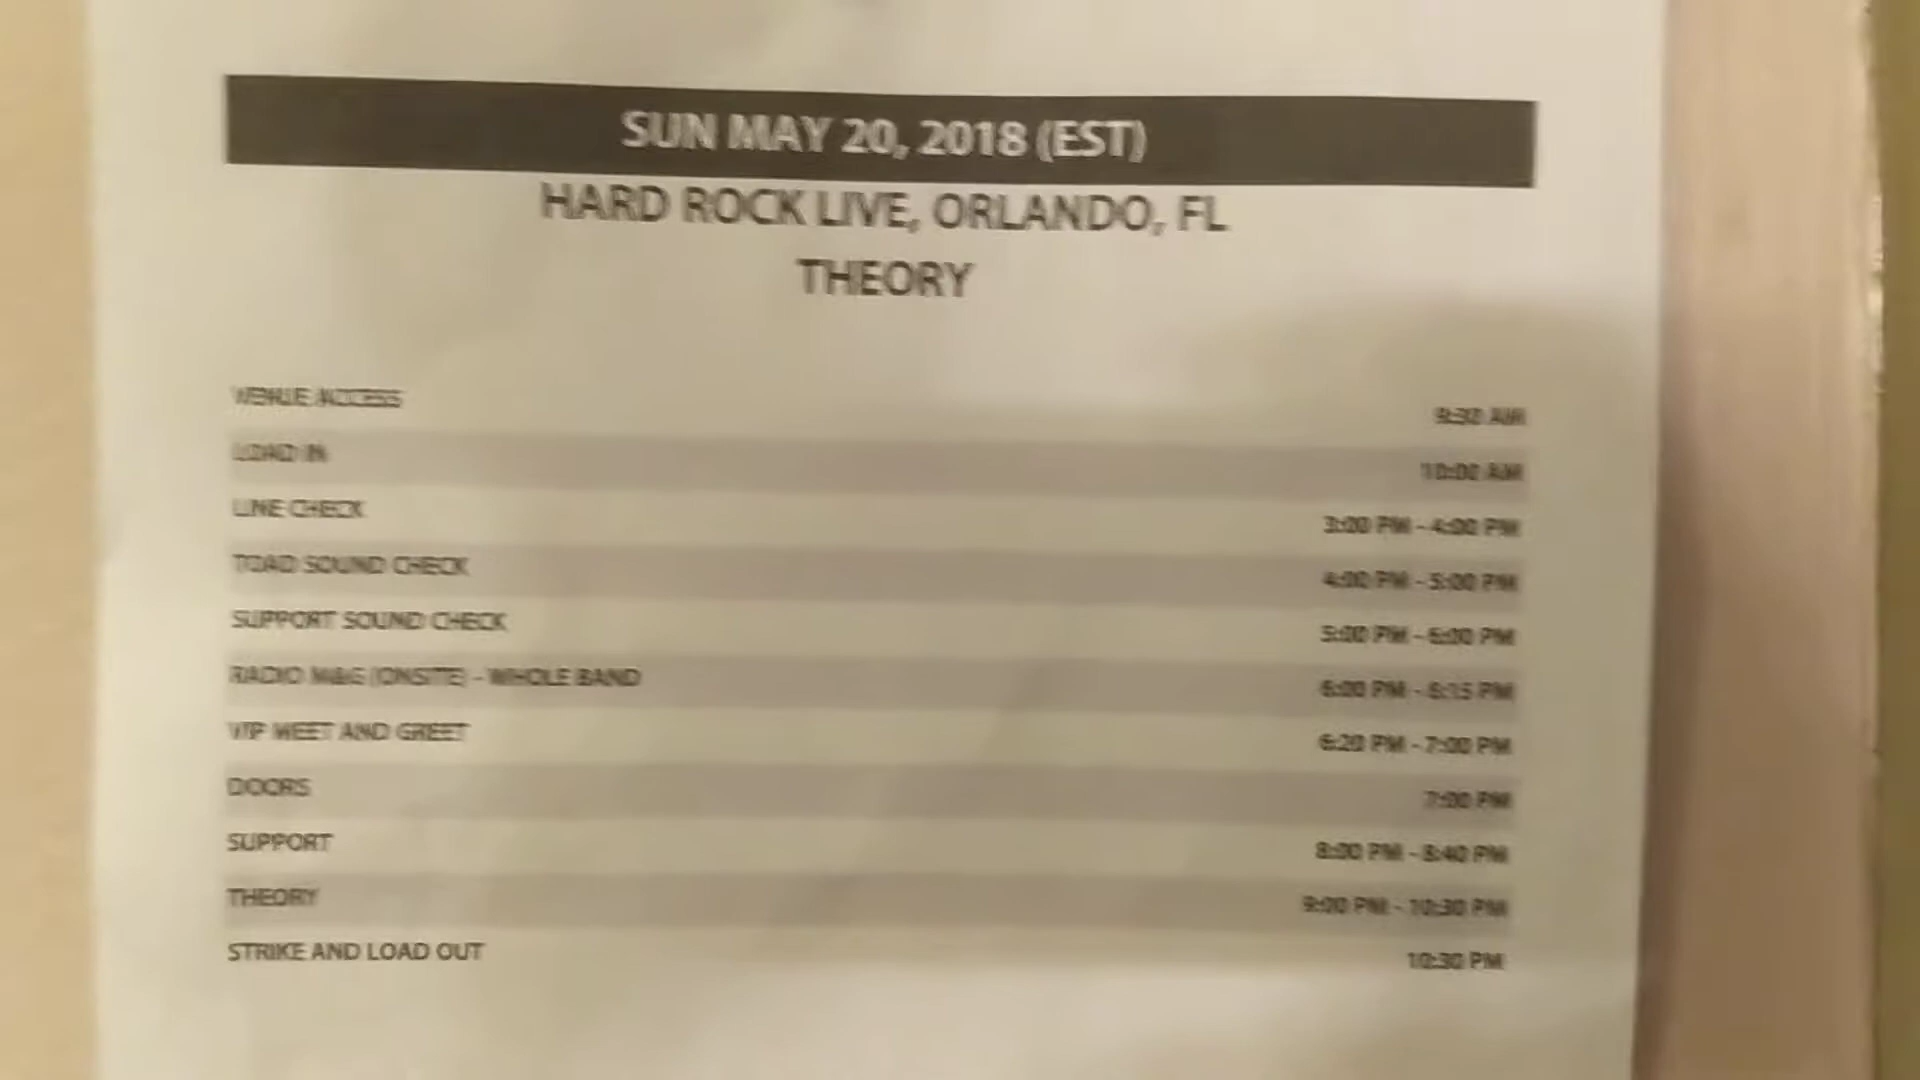 SUN MAY 20, 2018 (EST)
HARD ROCK LIVE, ORLANDO, FL
THEORY
VENUE ACCESS 9:30 AM
LOAD IN 10:00 AM
LINE CHECK 3:00 PM - 4:00 PM
TOAD SOUND CHECK 4:00 PM - 5:00 PM
SUPPORT SOUND CHECK 5:00 PM - 6:00 PM
RADIO M&G (ONSITE) - WHOLE BAND 6:00 PM - 6:15 PM
VIP MEET AND GREET 6:20 PM - 7:00 PM
DOORS 7:00 PM
SUPPORT 8:00 PM - 8:40 PM
THEORY 9:00 PM - 10:30 PM
STRIKE AND LOAD OUT 10:30 PM